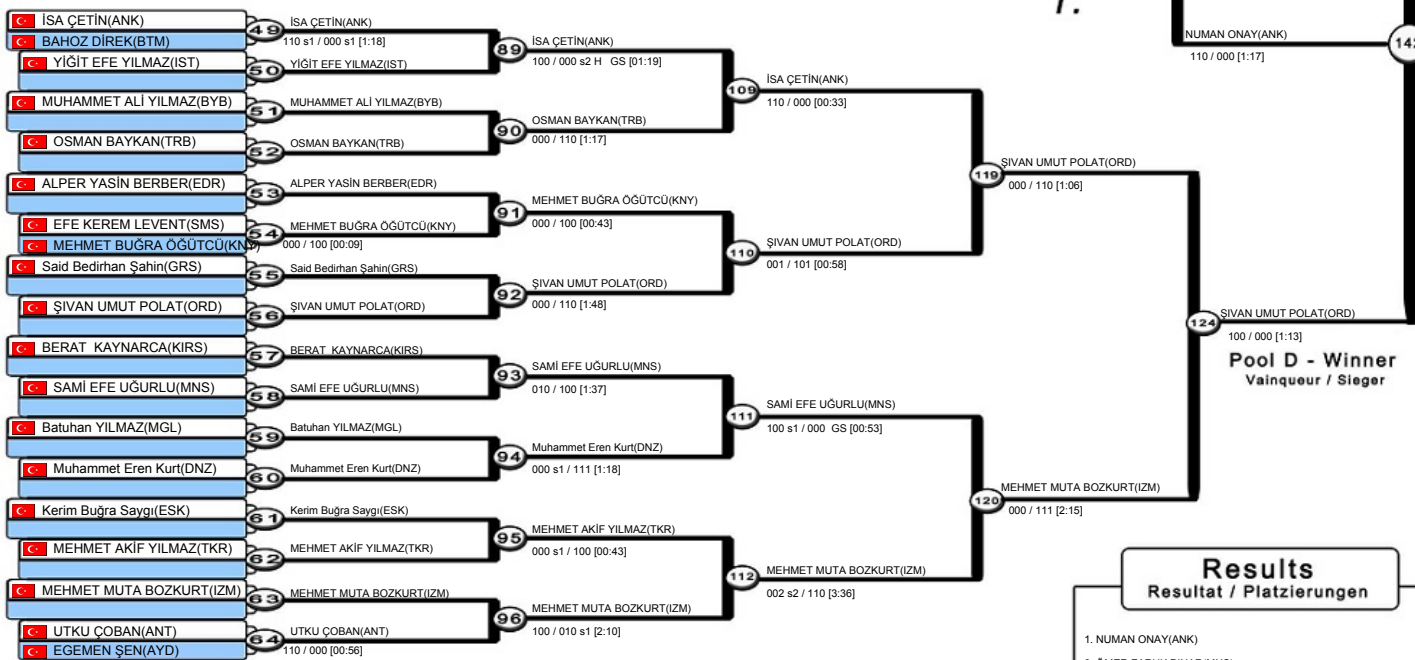 İSA ÇETİN(ANK)
BAHOZ DİREK(BTM)
YİĞİT EFE YILMAZ(IST)
MUHAMMET ALİ YILMAZ(BYB)
OSMAN BAYKAN(TRB)
ALPER YASİN BERBER(EDR)
EFE KEREM LEVENT(SMS)
MEHMET BUĞRA ÖĞÜTCÜ(KNY)
Said Bedirhan Şahin(GRS)
ŞIVAN UMUT POLAT(ORD)
BERAT KAYNARCA(KIRS)
SAMİ EFE UĞURLU(MNS)
Batuhan YILMAZ(MGL)
Muhammet Eren Kurt(DNZ)
Kerim Buğra Saygı(ESK)
MEHMET AKİF YILMAZ(TKR)
MEHMET MUTA BOZKURT(IZM)
UTKU ÇOBAN(ANT)
EGEMEN ŞEN(AYD)
49
İSA ÇETİN(ANK)
110 s1 / 000 s1 [1:18]
50
YİĞİT EFE YILMAZ(IST)
51
MUHAMMET ALİ YILMAZ(BYB)
52
OSMAN BAYKAN(TRB)
53
ALPER YASİN BERBER(EDR)
54
MEHMET BUĞRA ÖĞÜTCÜ(KNY)
000 / 100 [00:09]
55
Said Bedirhan Şahin(GRS)
56
ŞIVAN UMUT POLAT(ORD)
57
BERAT KAYNARCA(KIRS)
58
SAMİ EFE UĞURLU(MNS)
59
Batuhan YILMAZ(MGL)
60
Muhammet Eren Kurt(DNZ)
61
Kerim Buğra Saygı(ESK)
62
MEHMET AKİF YILMAZ(TKR)
63
MEHMET MUTA BOZKURT(IZM)
64
UTKU ÇOBAN(ANT)
110 / 000 [00:56]
89
İSA ÇETİN(ANK)
100 / 000 s2 H GS [01:19]
90
OSMAN BAYKAN(TRB)
000 / 110 [1:17]
91
MEHMET BUĞRA ÖĞÜTCÜ(KNY)
000 / 100 [00:43]
92
ŞIVAN UMUT POLAT(ORD)
000 / 110 [1:48]
93
SAMİ EFE UĞURLU(MNS)
010 / 100 [1:37]
94
Muhammet Eren Kurt(DNZ)
000 s1 / 111 [1:18]
95
MEHMET AKİF YILMAZ(TKR)
000 s1 / 100 [00:43]
96
MEHMET MUTA BOZKURT(IZM)
100 / 010 s1 [2:10]
109
İSA ÇETİN(ANK)
110 / 000 [00:33]
110
ŞIVAN UMUT POLAT(ORD)
001 / 101 [00:58]
111
SAMİ EFE UĞURLU(MNS)
100 s1 / 000 GS [00:53]
112
MEHMET MUTA BOZKURT(IZM)
002 s2 / 110 [3:36]
119
ŞIVAN UMUT POLAT(ORD)
000 / 110 [1:06]
120
MEHMET MUTA BOZKURT(IZM)
000 / 111 [2:15]
NUMAN ONAY(ANK)
110 / 000 [1:17]
124
ŞIVAN UMUT POLAT(ORD)
100 / 000 [1:13]
Pool D - Winner
Vainqueur / Sieger
Results
Resultat / Platzierungen
1. NUMAN ONAY(ANK)